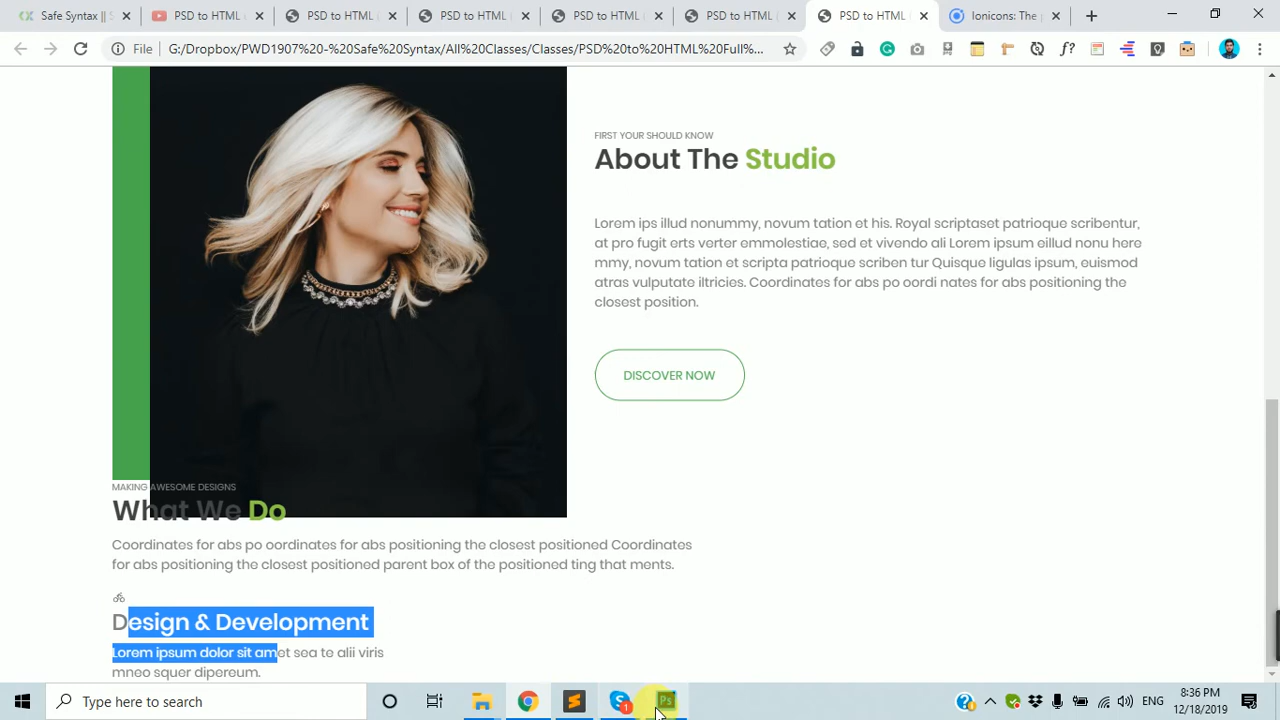 Safe Syntax (
PSD to HTML
PSD to HTML
PSD to HTML
PSD to HTML
PSD to HTML
PSD to HTML
Ionicons: The p
File
G:/Dropbox/PWD1907%20-%20Safe%20Syntax/All%20Classes/Classes/PSD%20to%20HTML%20Full%...
f?
FIRST YOUR SHOULD KNOW
About The Studio
Lorem ips illud nonummy, novum tation et his. Royal scriptaset patrioque scribentur,
at pro fugit erts verter emmolestiae, sed et vivendo ali Lorem ipsum eillud nonu here
mmy, novum tation et scripta patrioque scriben tur Quisque ligulas ipsum, euismod
atras vulputate iltricies. Coordinates for abs po oordi nates for abs positioning the
closest position.
DISCOVER NOW
MAKING AWESOME DESIGNS
What We Do
Coordinates for abs po oordinates for abs positioning the closest positioned Coordinates
for abs positioning the closest positioned parent box of the positioned ting that ments.
Design & Development
Lorem ipsum dolor sit amet sea te alii viris
mneo squer dipereum.
Type here to search
1
Ps
ENG
8:36 PM
12/18/2019